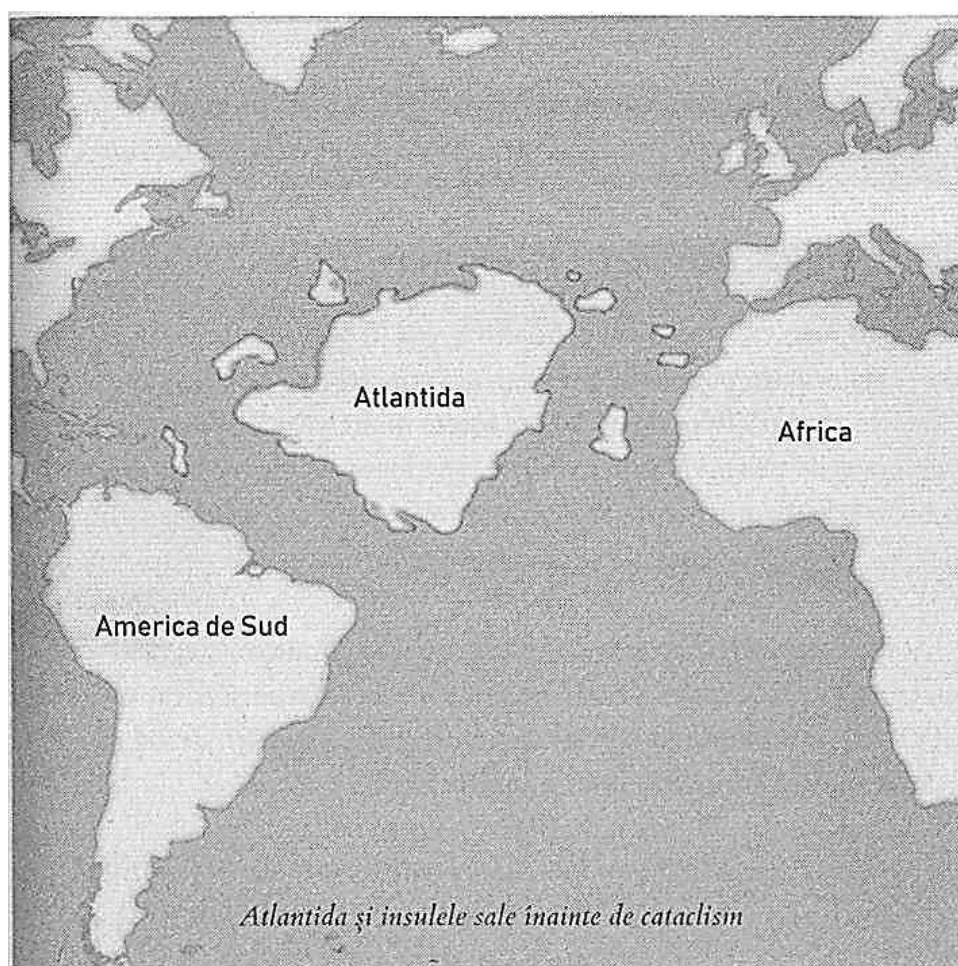 Atlantida
Africa
America de Sud
Atlantida şi insulele sale înainte de cataclism